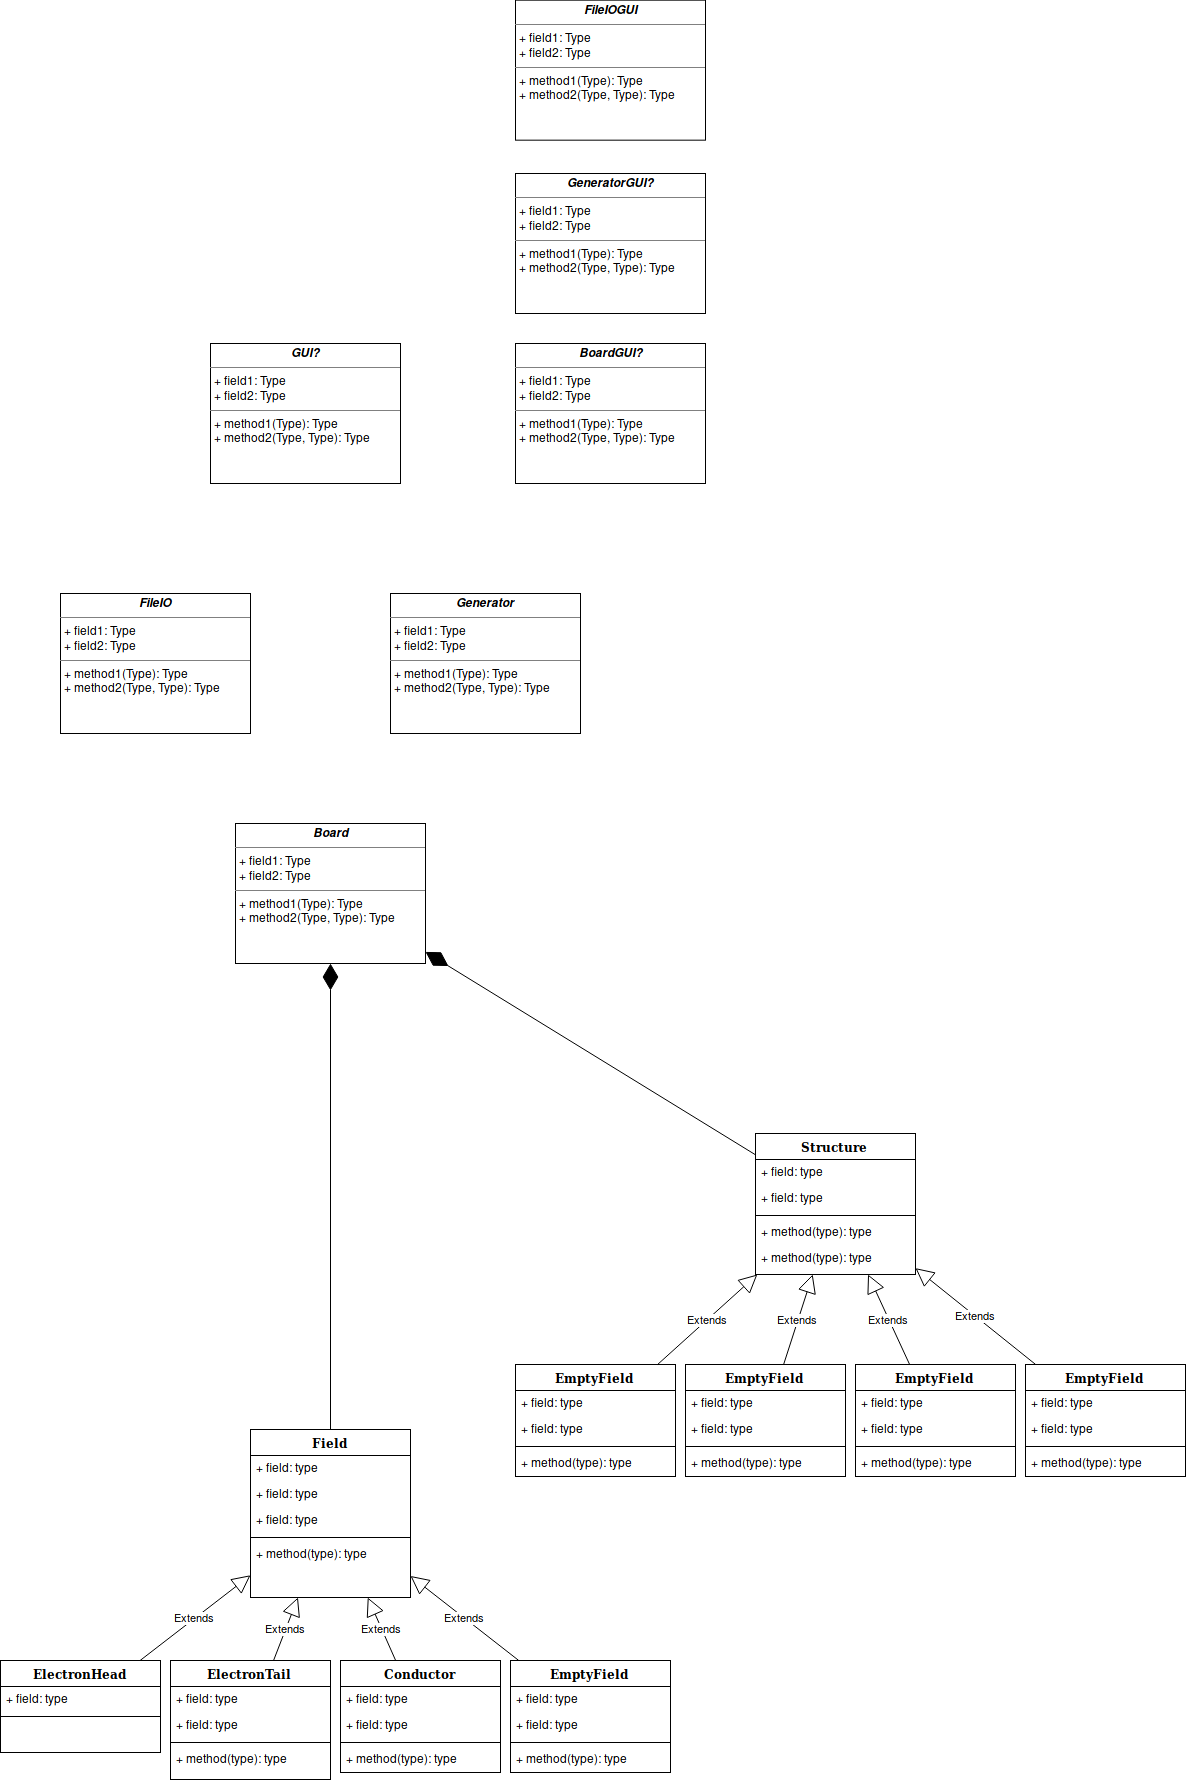 FileIOGUI
+ field1: Type
+ field2: Type
+ method1(Type): Type
+ method2(Type, Type): Type
GeneratorGUI?
+ field1: Type
+ field2: Type
+ method1(Type): Type
+ method2(Type, Type): Type
GUI?
+ field1: Type
+ field2: Type
+ method1(Type): Type
+ method2(Type, Type): Type
BoardGUI?
+ field1: Type
+ field2: Type
+ method1(Type): Type
+ method2(Type, Type): Type
FileIO
+ field1: Type
+ field2: Type
+ method1(Type): Type
+ method2(Type, Type): Type
Generator
+ field1: Type
+ field2: Type
+ method1(Type): Type
+ method2(Type, Type): Type
Board
+ field1: Type
+ field2: Type
+ method1(Type): Type
+ method2(Type, Type): Type
Structure
+ field: type
+ field: type
+ method(type): type
+ method(type): type
Extends
Extends
Extends
Extends
EmptyField
+ field: type
+ field: type
+ method(type): type
EmptyField
+ field: type
+ field: type
+ method(type): type
EmptyField
+ field: type
+ field: type
+ method(type): type
EmptyField
+ field: type
+ field: type
+ method(type): type
Field
+ field: type
+ field: type
+ field: type
+ method(type): type
Extends
Extends
Extends
Extends
ElectronHead
+ field: type
ElectronTail
+ field: type
+ field: type
+ method(type): type
Conductor
+ field: type
+ field: type
+ method(type): type
EmptyField
+ field: type
+ field: type
+ method(type): type